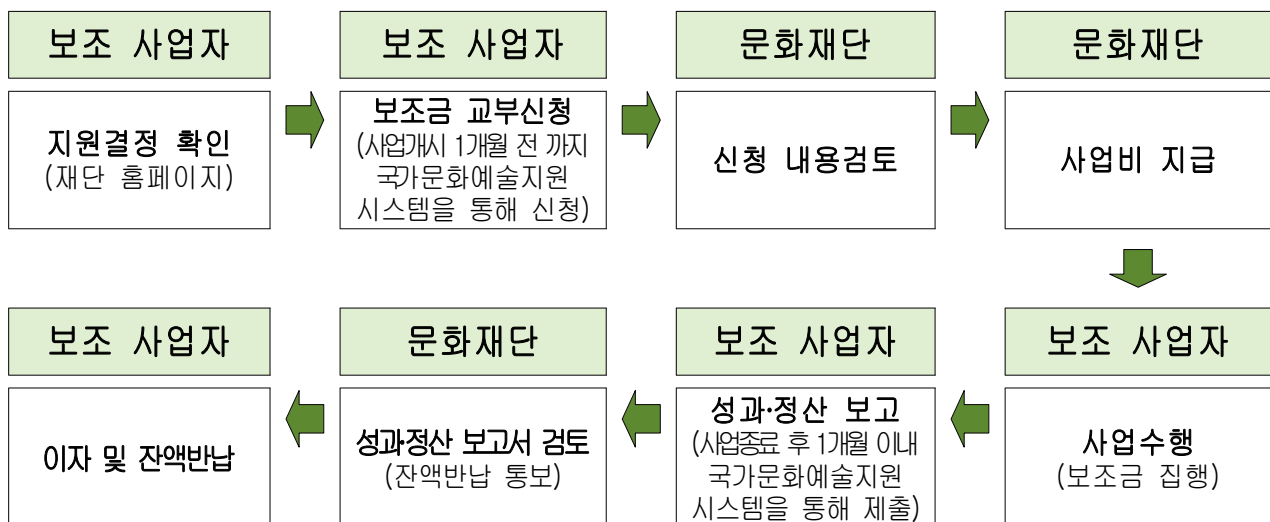 보조 사업자
지원결정 확인
(재단 홈페이지)
보조 사업자
보조금 교부신청
(사업개시 1개월 전 까지
국가문화예술지원
시스템을 통해 신청)
문화재단
신청 내용검토
문화재단
사업비 지급
보조 사업자
사업수행
(보조금 집행)
보조 사업자
성과·정산 보고
(사업종료 후 1개월 이내
국가문화예술지원
시스템을 통해 제출)
문화재단
성과·정산 보고서 검토
(잔액반납 통보)
보조 사업자
이자 및 잔액반납